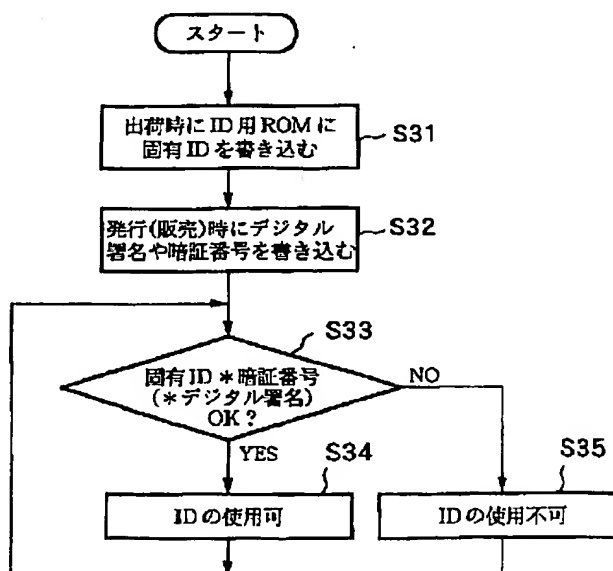 スタート
出荷時にID用ROMに
固有IDを書き込む
S31
発行(販売)時にデジタル
署名や暗証番号を書き込む
S32
S33
固有ID*暗証番号
(*デジタル署名)
OK?
NO
YES
S34
S35
IDの使用可
IDの使用不可